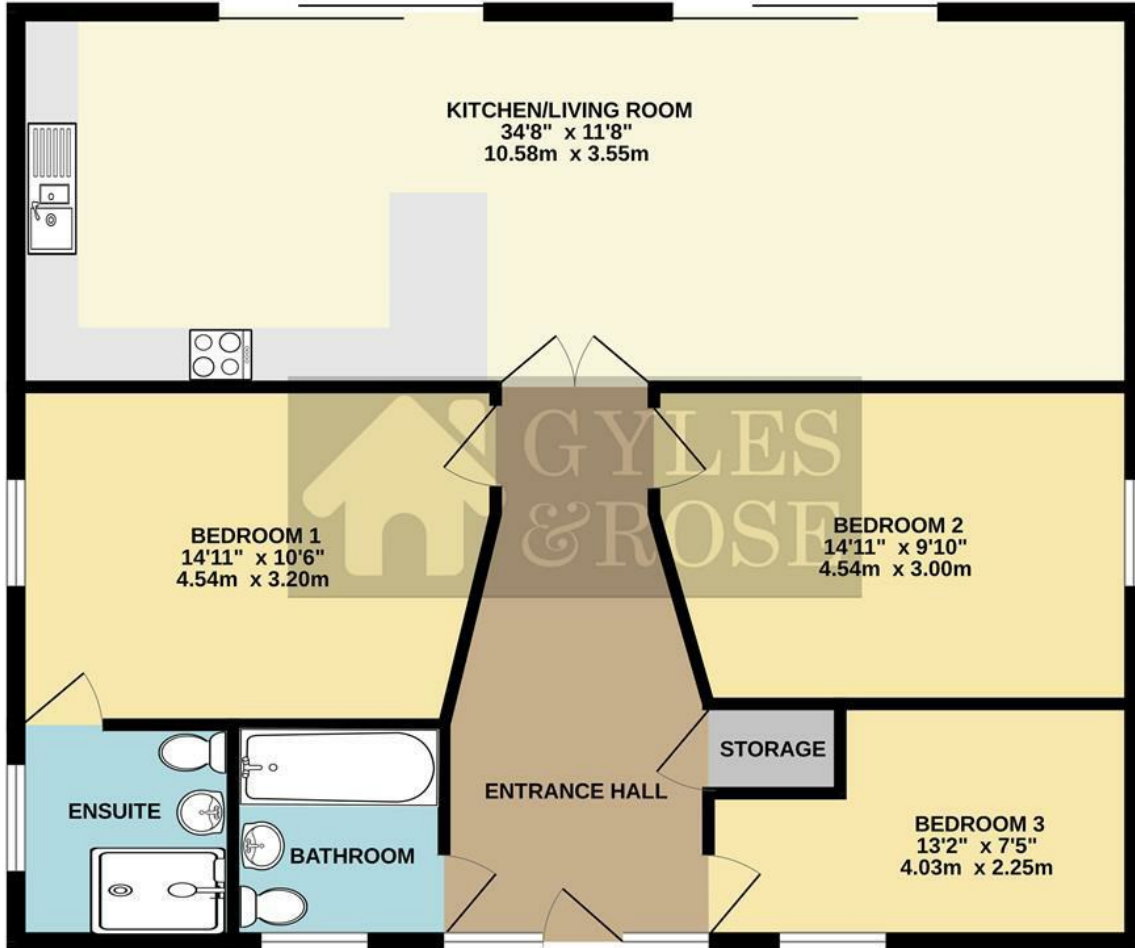 KITCHEN/LIVING ROOM
34'8" x 11'8"
10.58m x 3.55m
GYLES
&ROSE
BEDROOM 1
14'11" x 10'6"
4.54m x 3.20m
BEDROOM 2
14'11" x 9'10"
4.54m x 3.00m
STORAGE
ENTRANCE HALL
ENSUITE
BATHROOM
BEDROOM 3
13'2" x 7'5"
4.03m x 2.25m